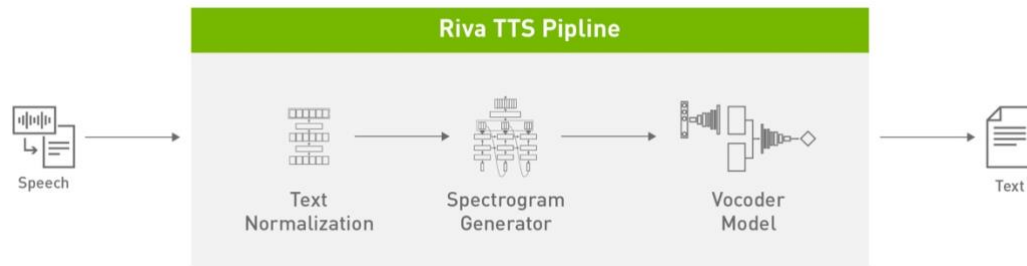 Riva TTS Pipline
Speech
Text
Normalization
Spectrogram
Generator
Vocoder
Model
Text